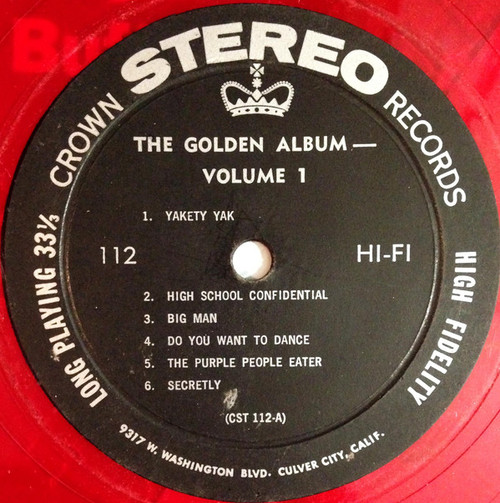 STEREO
CROWN RECORDS
LONG PLAYING 33⅓
HIGH FIDELITY
THE GOLDEN ALBUM—
VOLUME 1
1. YAKETY YAK
112 HI-FI
2. HIGH SCHOOL CONFIDENTIAL
3. BIG MAN
4. DO YOU WANT TO DANCE
5. THE PURPLE PEOPLE EATER
6. SECRETLY
(CST 112-A)
9317 W. WASHINGTON BLVD. CULVER CITY, CALIF.